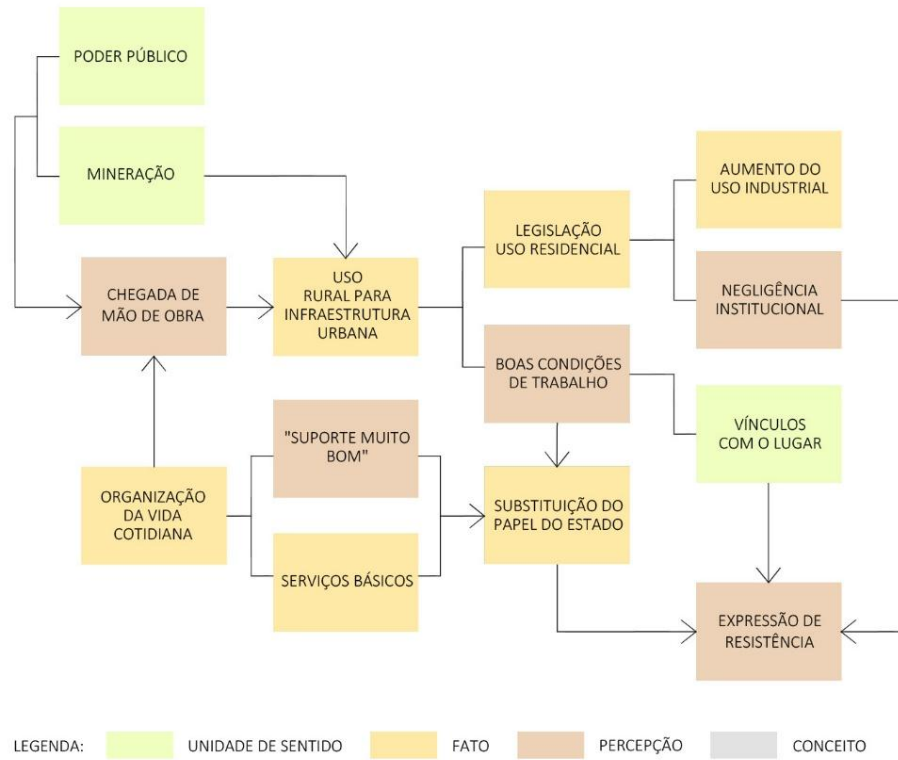 PODER PÚBLICO
MINERAÇÃO
CHEGADA DE
MÃO DE OBRA
USO
RURAL PARA
INFRAESTRUTURA
URBANA
LEGISLAÇÃO
USO RESIDENCIAL
AUMENTO DO
USO INDUSTRIAL
NEGLIGÊNCIA
INSTITUCIONAL
BOAS CONDIÇÕES
DE TRABALHO
VÍNCULOS
COM O LUGAR
"SUPORTE MUITO
BOM"
ORGANIZAÇÃO
DA VIDA
COTIDIANA
SERVIÇOS BÁSICOS
SUBSTITUIÇÃO DO
PAPEL DO ESTADO
EXPRESSÃO DE
RESISTÊNCIA
LEGENDA: UNIDADE DE SENTIDO FATO PERCEPÇÃO CONCEITO